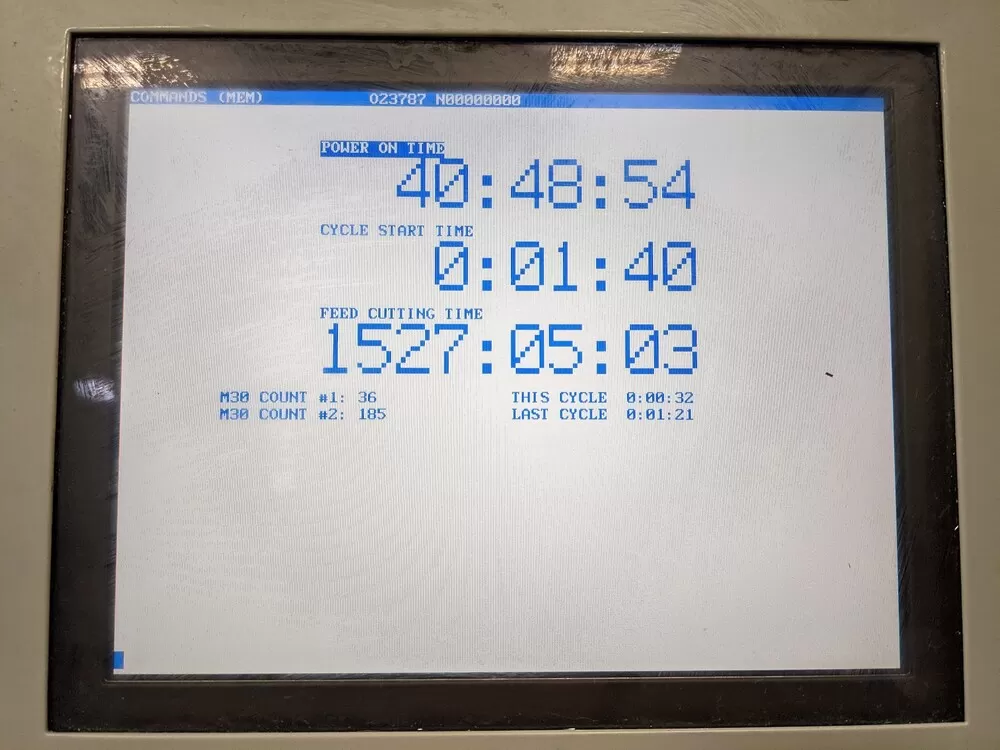 COMMANDS (MEM) O23787 N00000000
POWER ON TIME
40:48:54
CYCLE START TIME
0:01:40
FEED CUTTING TIME
1527:05:03
M30 COUNT #1: 36 THIS CYCLE 0:00:32
M30 COUNT #2: 185 LAST CYCLE 0:01:21